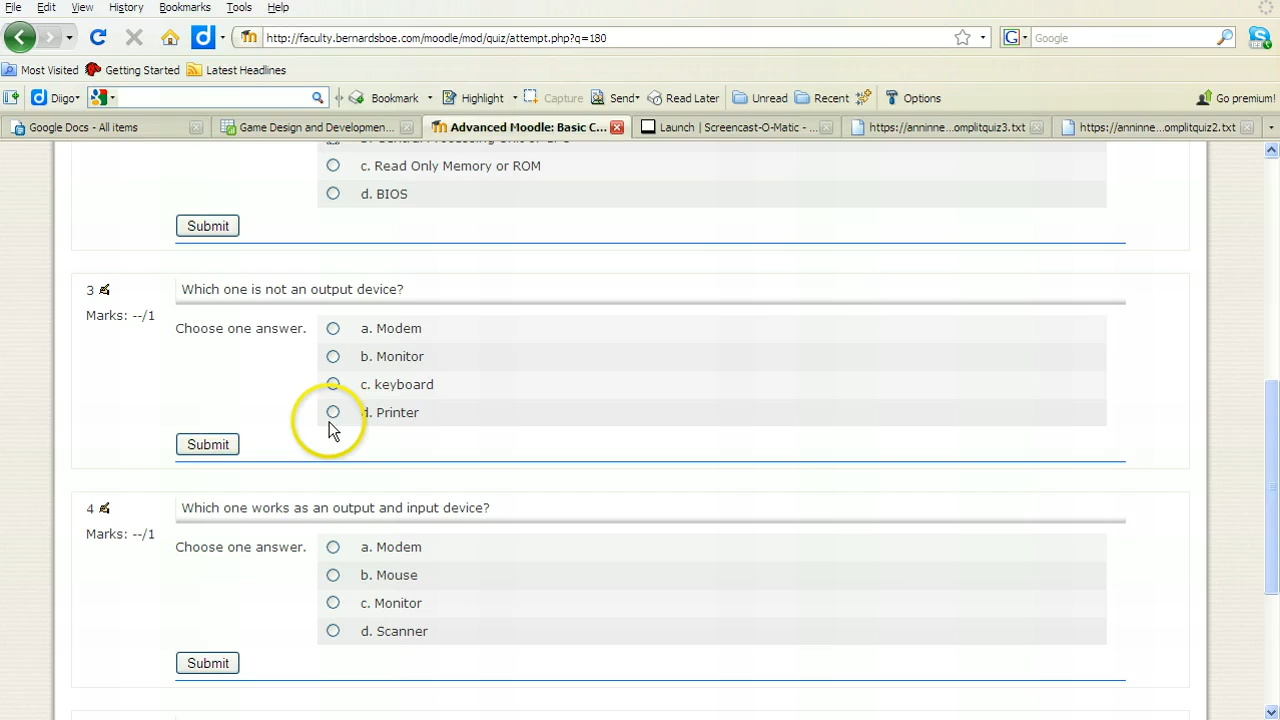 File Edit View History Bookmarks Tools Help
http://faculty.bernardsboe.com/moodle/mod/quiz/attempt.php?q=180
Google
Most Visited Getting Started Latest Headlines
Diigo Bookmark Highlight Capture Send Read Later Unread Recent Options Go premium!
Google Docs - All items Game Design and Developmen... Advanced Moodle: Basic C... Launch | Screencast-O-Matic - ... https://anninne...omplitquiz3.txt https://anninne...omplitquiz2.txt
c. Read Only Memory or ROM
d. BIOS
Submit
3 Which one is not an output device?
Marks: --/1
Choose one answer. a. Modem
b. Monitor
c. keyboard
d. Printer
Submit
4 Which one works as an output and input device?
Marks: --/1
Choose one answer. a. Modem
b. Mouse
c. Monitor
d. Scanner
Submit